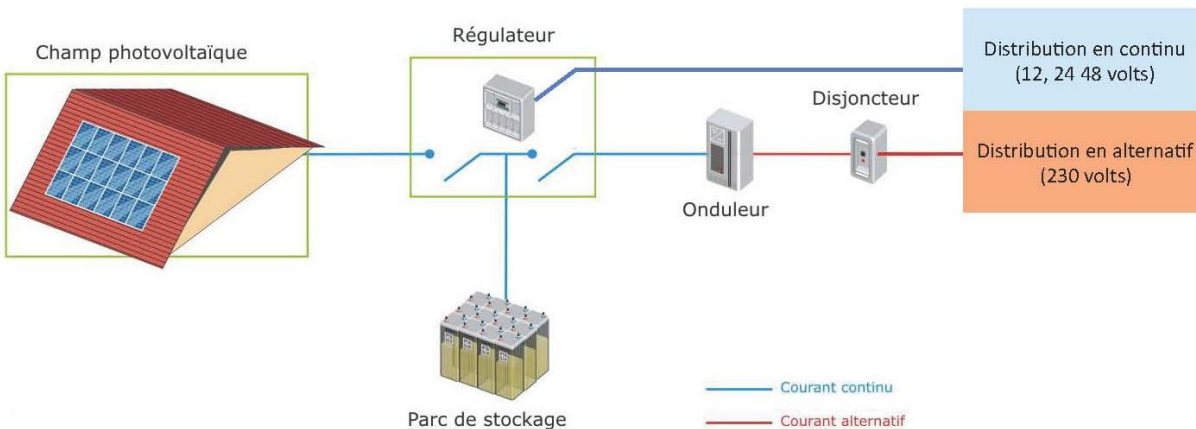 Champ photovoltaïque
Régulateur
Distribution en continu
(12, 24 48 volts)
Disjoncteur
Distribution en alternatif
(230 volts)
Onduleur
Parc de stockage
Courant continu
Courant alternatif